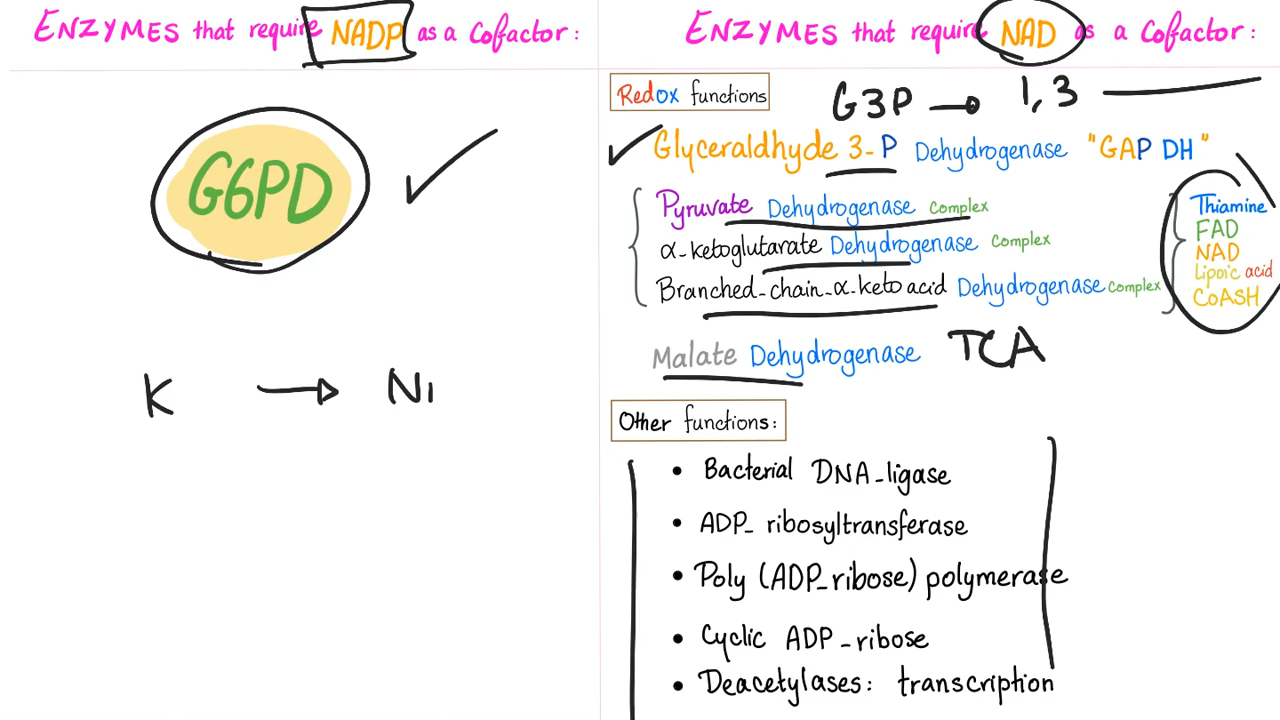 ENZYMES that require NADP as a Cofactor:
G6PD
K → Ni
ENZYMES that require NAD as a Cofactor:
Redox functions
G3P → 1,3
Glyceraldhyde 3-P Dehydrogenase "GAP DH"
Pyruvate Dehydrogenase Complex
α-ketoglutarate Dehydrogenase Complex
Branched-chain-α-keto acid Dehydrogenase Complex
Thiamine
FAD
NAD
Lipoic acid
CoASH
Malate Dehydrogenase TCA
Other functions:
• Bacterial DNA-ligase
• ADP-ribosyltransferase
• Poly (ADP-ribose) polymerase
• Cyclic ADP-ribose
• Deacetylases: transcription